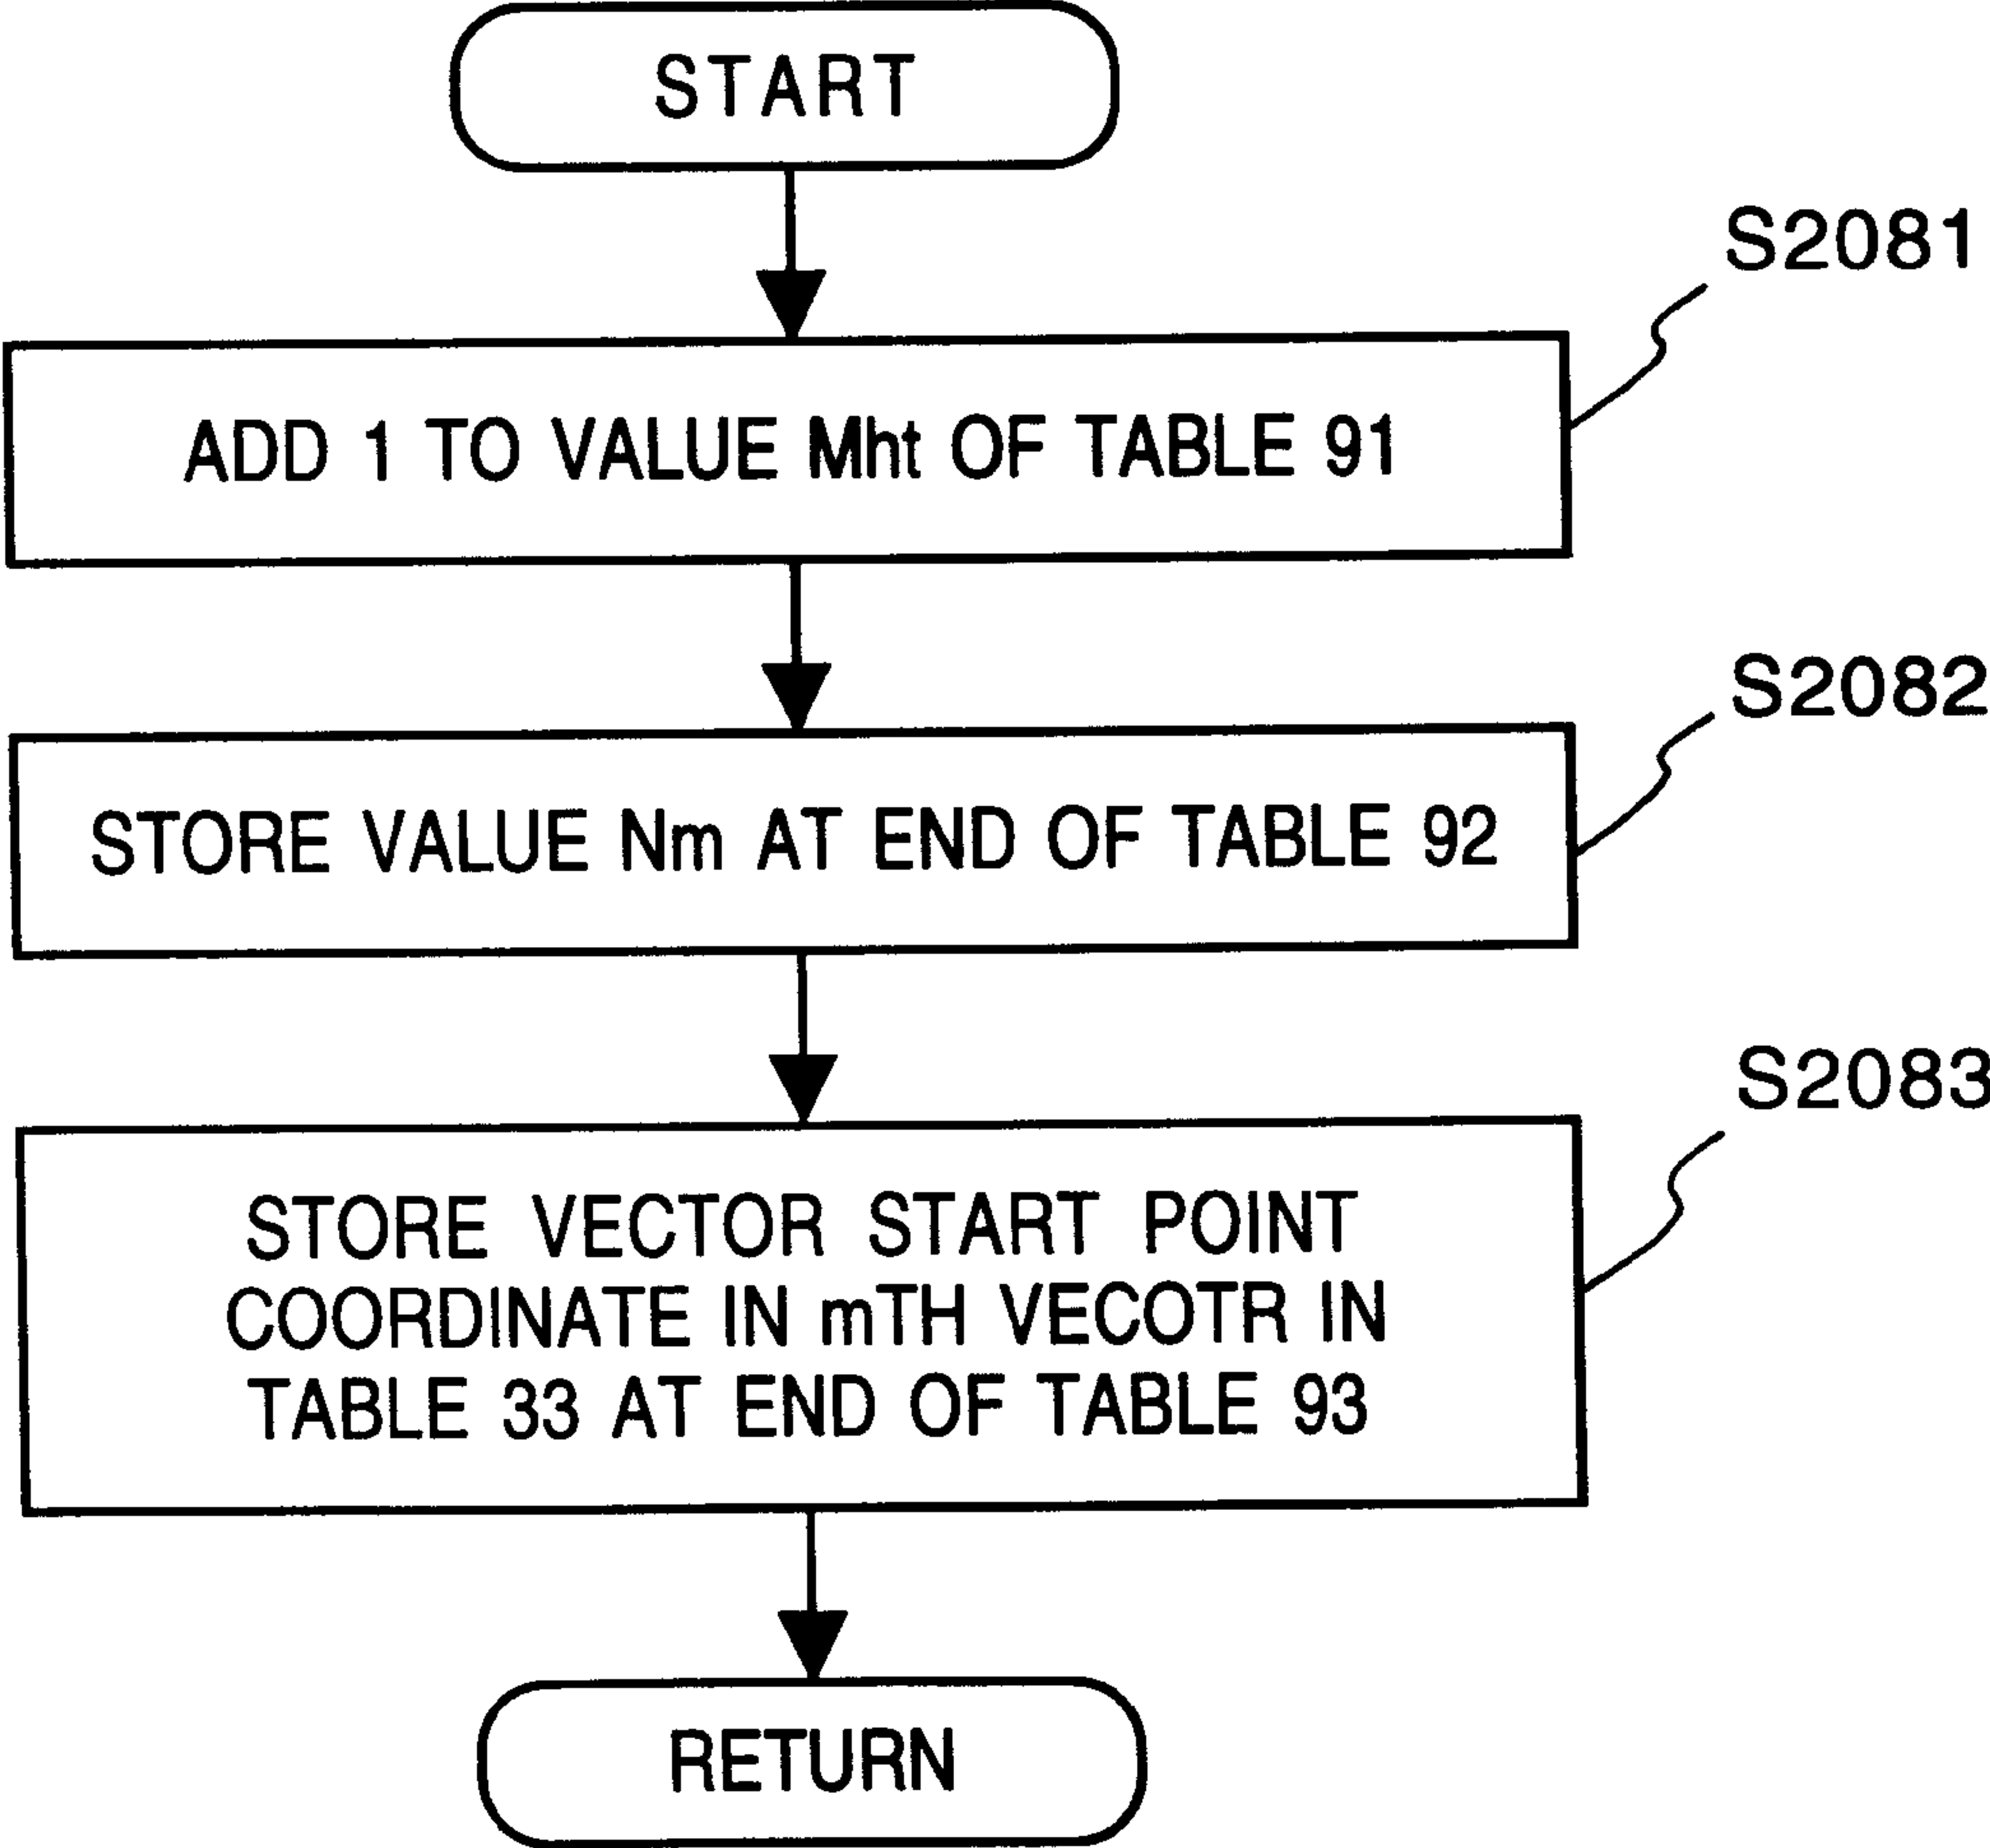 START
S2081
ADD 1 TO VALUE Mht OF TABLE 91
S2082
STORE VALUE Nm AT END OF TABLE 92
S2083
STORE VECTOR START POINT
COORDINATE IN mTH VECOTR IN
TABLE 33 AT END OF TABLE 93
RETURN